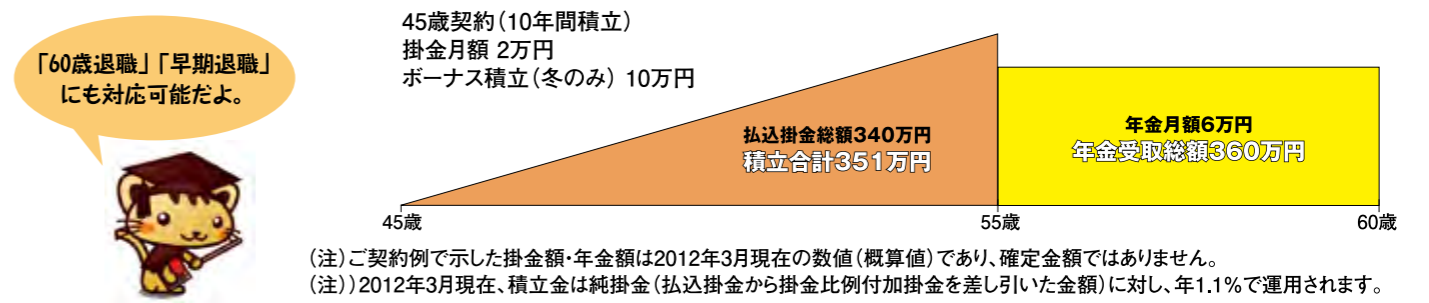 「60歳退職」「早期退職」
にも対応可能だよ。
45歳契約（10年間積立）
掛金月額 2万円
ボーナス積立（冬のみ） 10万円
払込掛金総額340万円
積立合計351万円
年金月額6万円
年金受取総額360万円
45歳
55歳
60歳
（注）ご契約例で示した掛金額・年金額は2012年3月現在の数値（概算値）であり、確定金額ではありません。
（注））2012年3月現在、積立金は純掛金（払込掛金から掛金比例付加掛金を差し引いた金額）に対し、年1.1％で運用されます。